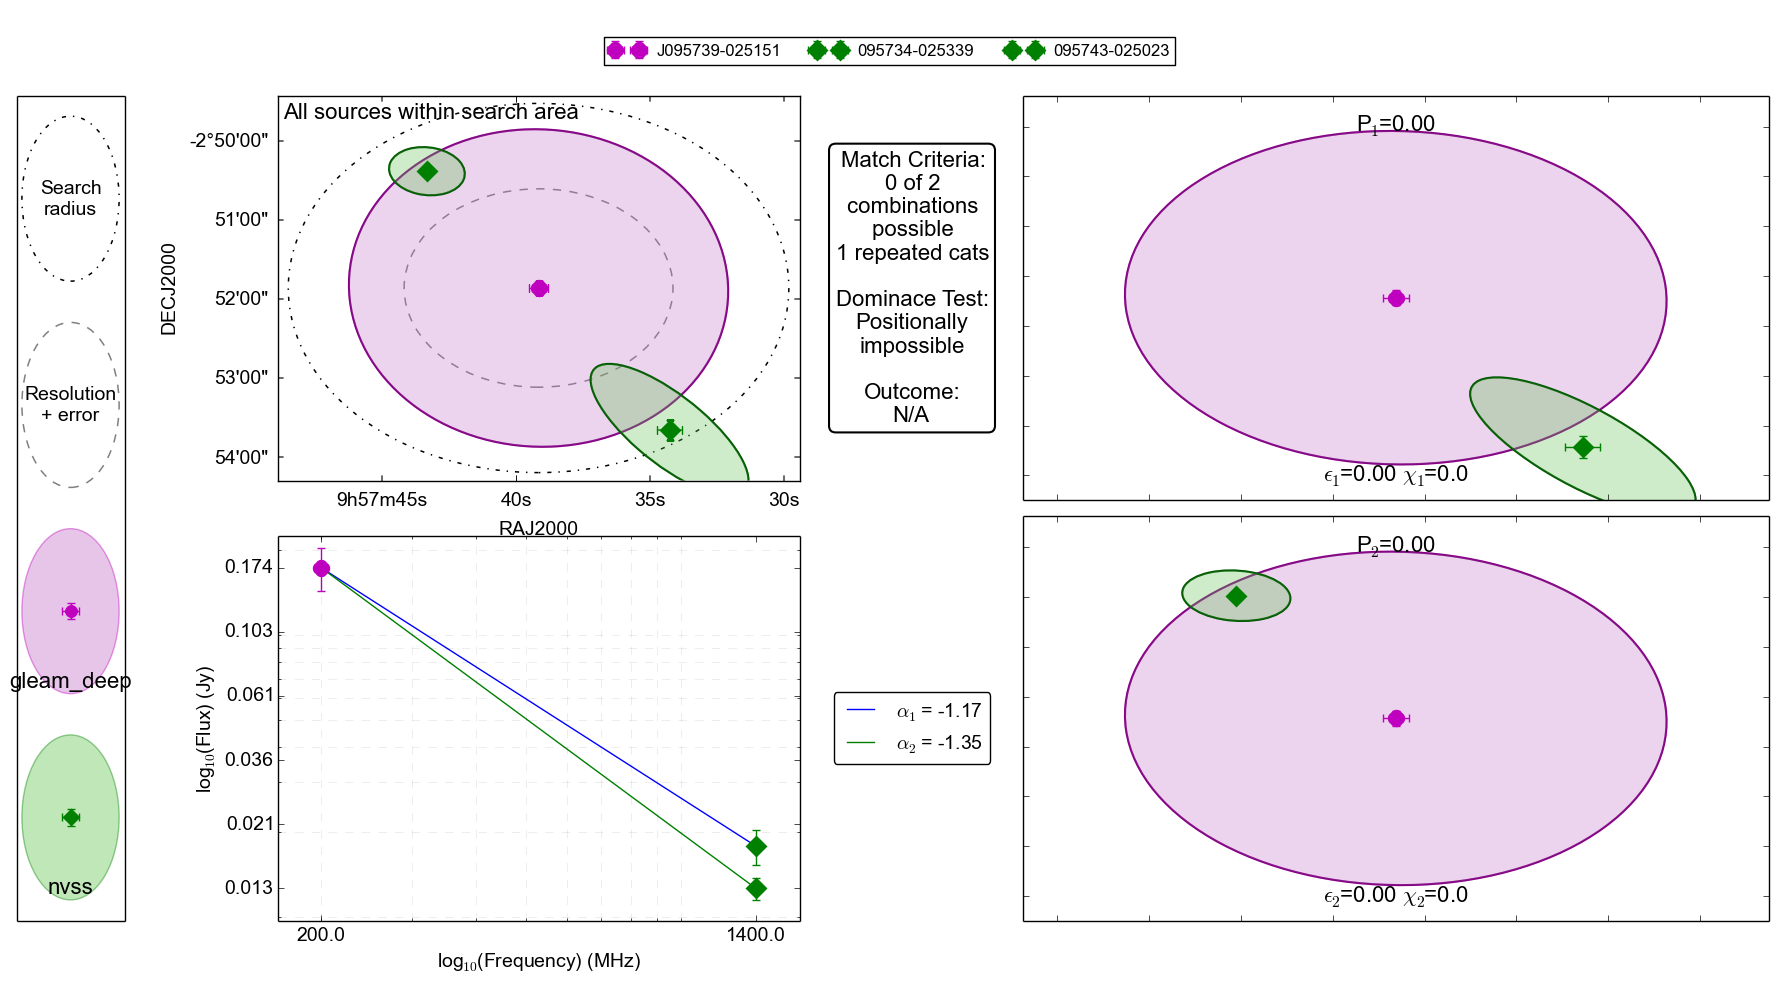 J095739-025151 095734-025339 095743-025023
Search
radius
Resolution
+ error
gleam_deep
nvss
All sources within search area
DECJ2000
-2°50'00"
51'00"
52'00"
53'00"
54'00"
9h57m45s 40s 35s 30s
RAJ2000
Match Criteria:
0 of 2
combinations
possible
1 repeated cats
Dominace Test:
Positionally
impossible
Outcome:
N/A
P₁=0.00
ϵ₁=0.00 χ₁=0.0
log₁₀(Flux) (Jy)
0.174
0.103
0.061
0.036
0.021
0.013
200.0 1400.0
log₁₀(Frequency) (MHz)
α₁ = -1.17
α₂ = -1.35
P₂=0.00
ϵ₂=0.00 χ₂=0.0